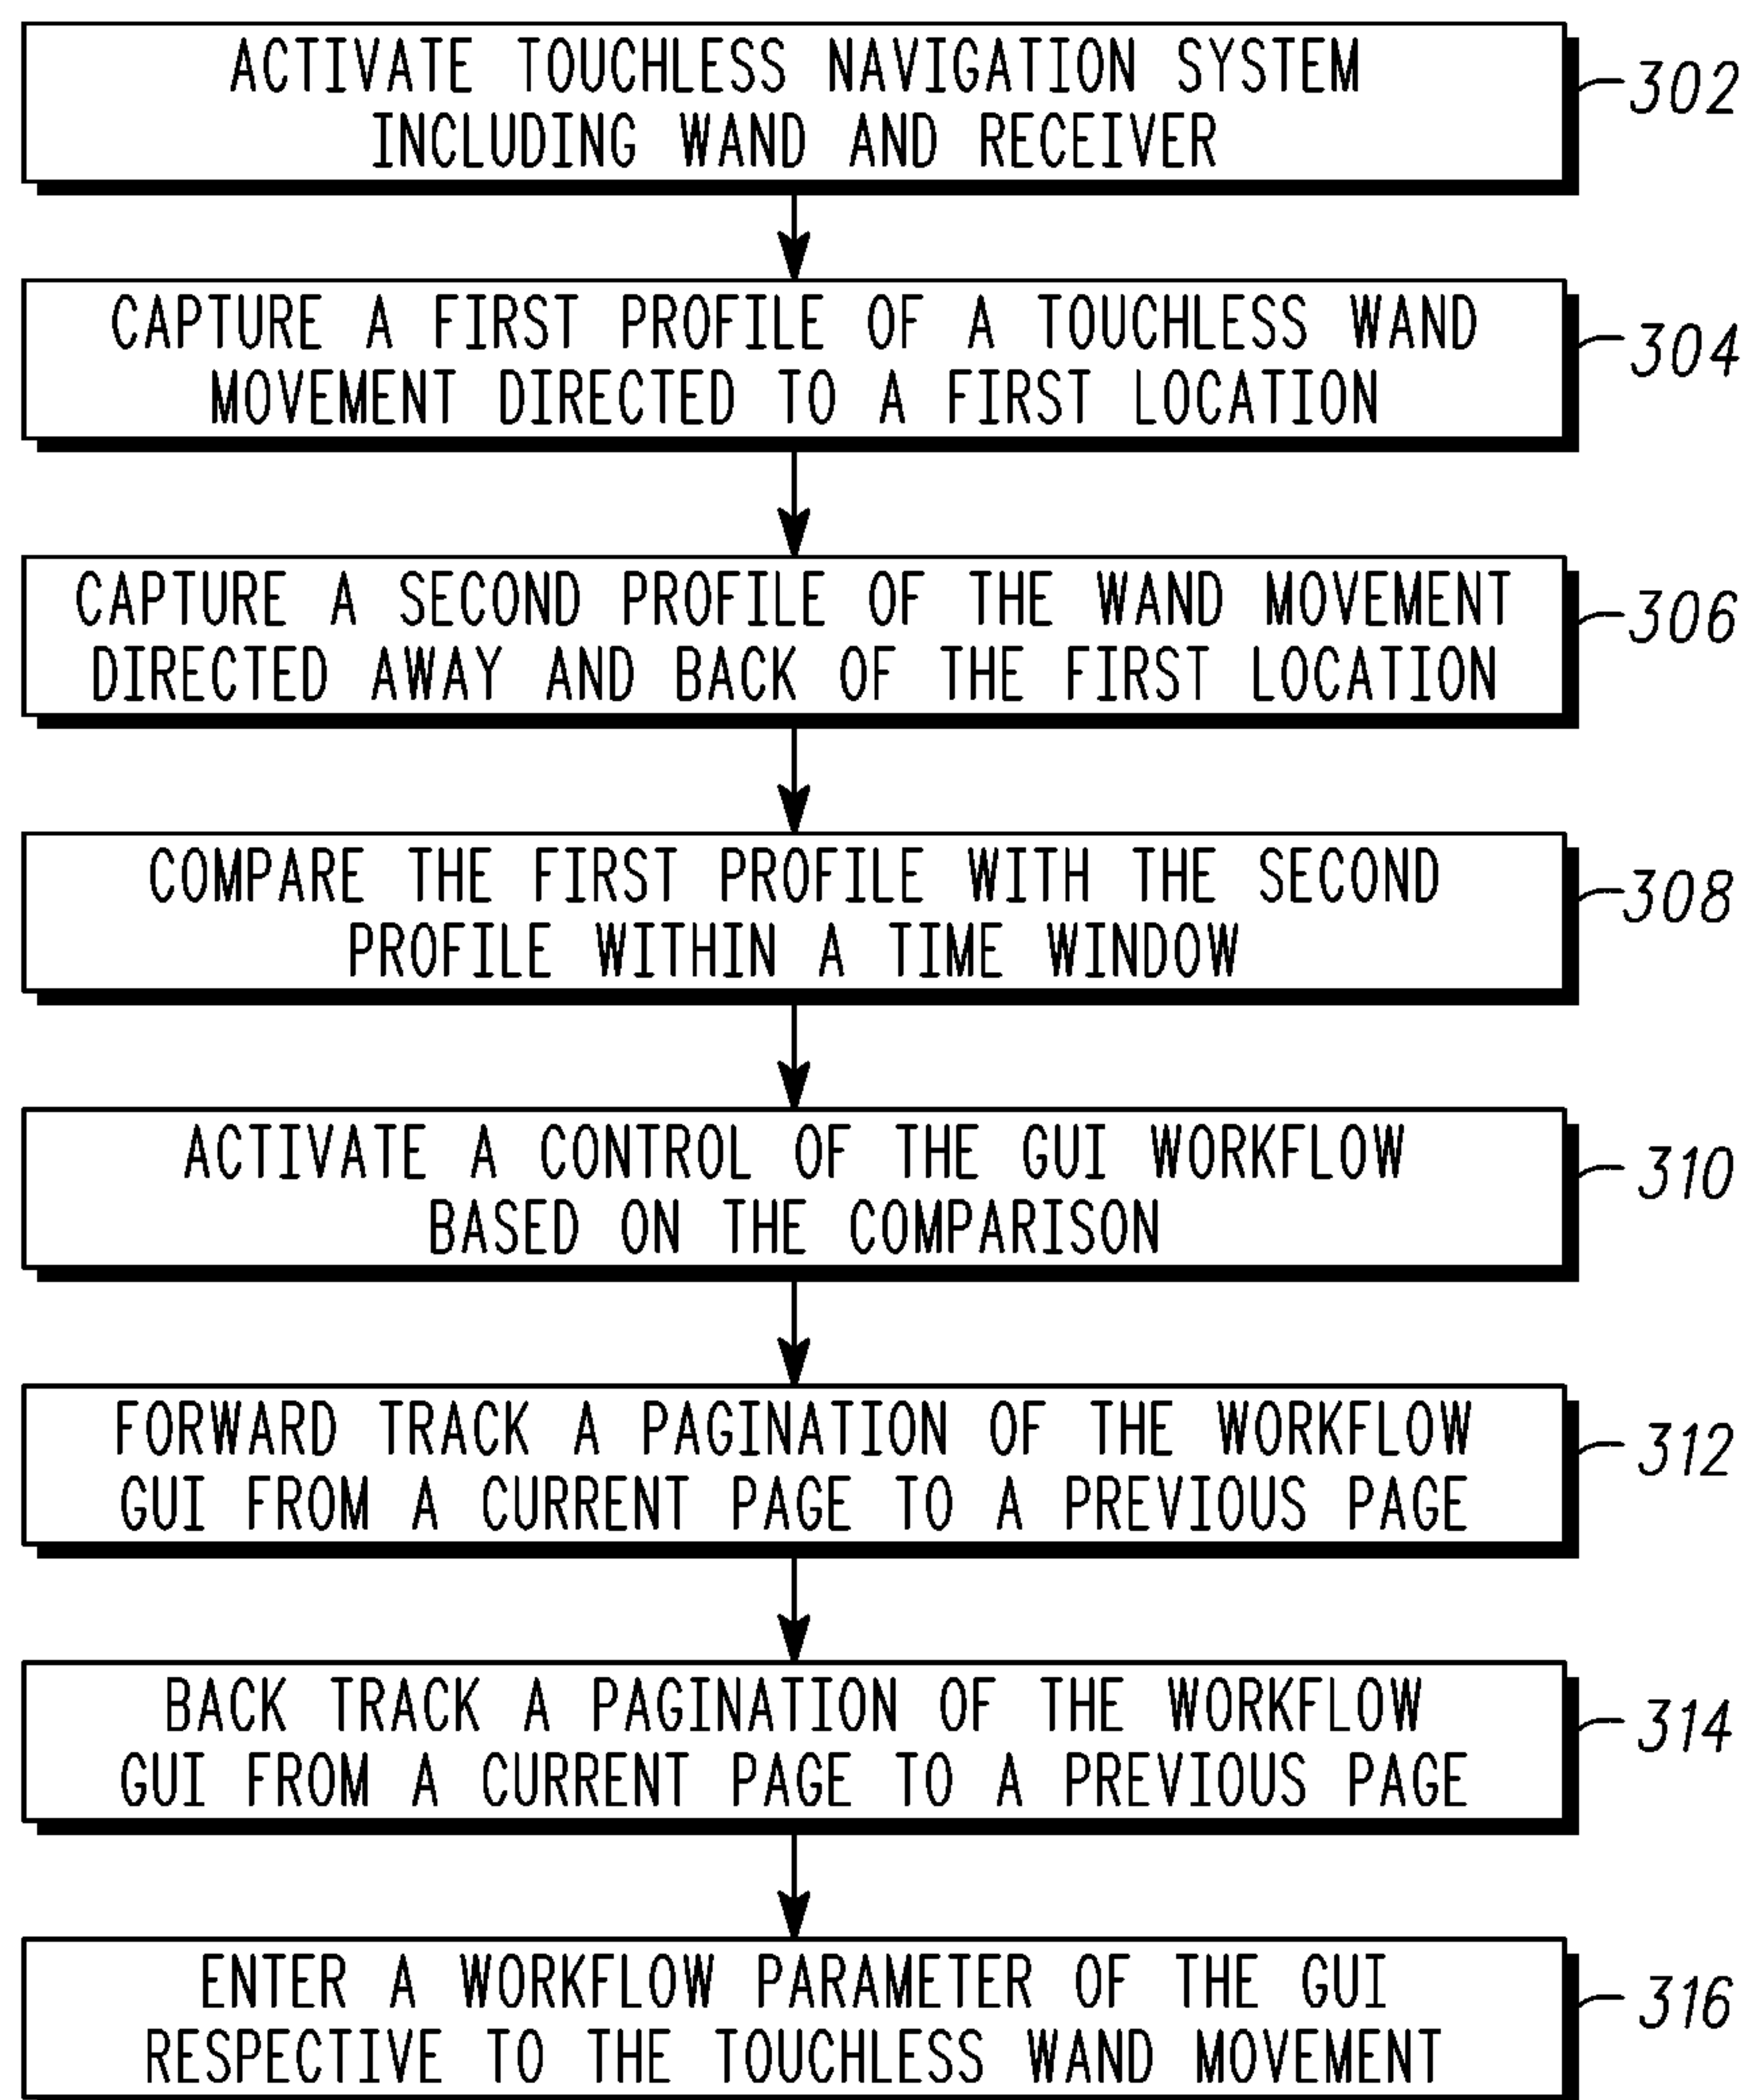 ACTIVATE TOUCHLESS NAVIGATION SYSTEM
INCLUDING WAND AND RECEIVER
302
CAPTURE A FIRST PROFILE OF A TOUCHLESS WAND
MOVEMENT DIRECTED TO A FIRST LOCATION
304
CAPTURE A SECOND PROFILE OF THE WAND MOVEMENT
DIRECTED AWAY AND BACK OF THE FIRST LOCATION
306
COMPARE THE FIRST PROFILE WITH THE SECOND
PROFILE WITHIN A TIME WINDOW
308
ACTIVATE A CONTROL OF THE GUI WORKFLOW
BASED ON THE COMPARISON
310
FORWARD TRACK A PAGINATION OF THE WORKFLOW
GUI FROM A CURRENT PAGE TO A PREVIOUS PAGE
312
BACK TRACK A PAGINATION OF THE WORKFLOW
GUI FROM A CURRENT PAGE TO A PREVIOUS PAGE
314
ENTER A WORKFLOW PARAMETER OF THE GUI
RESPECTIVE TO THE TOUCHLESS WAND MOVEMENT
316